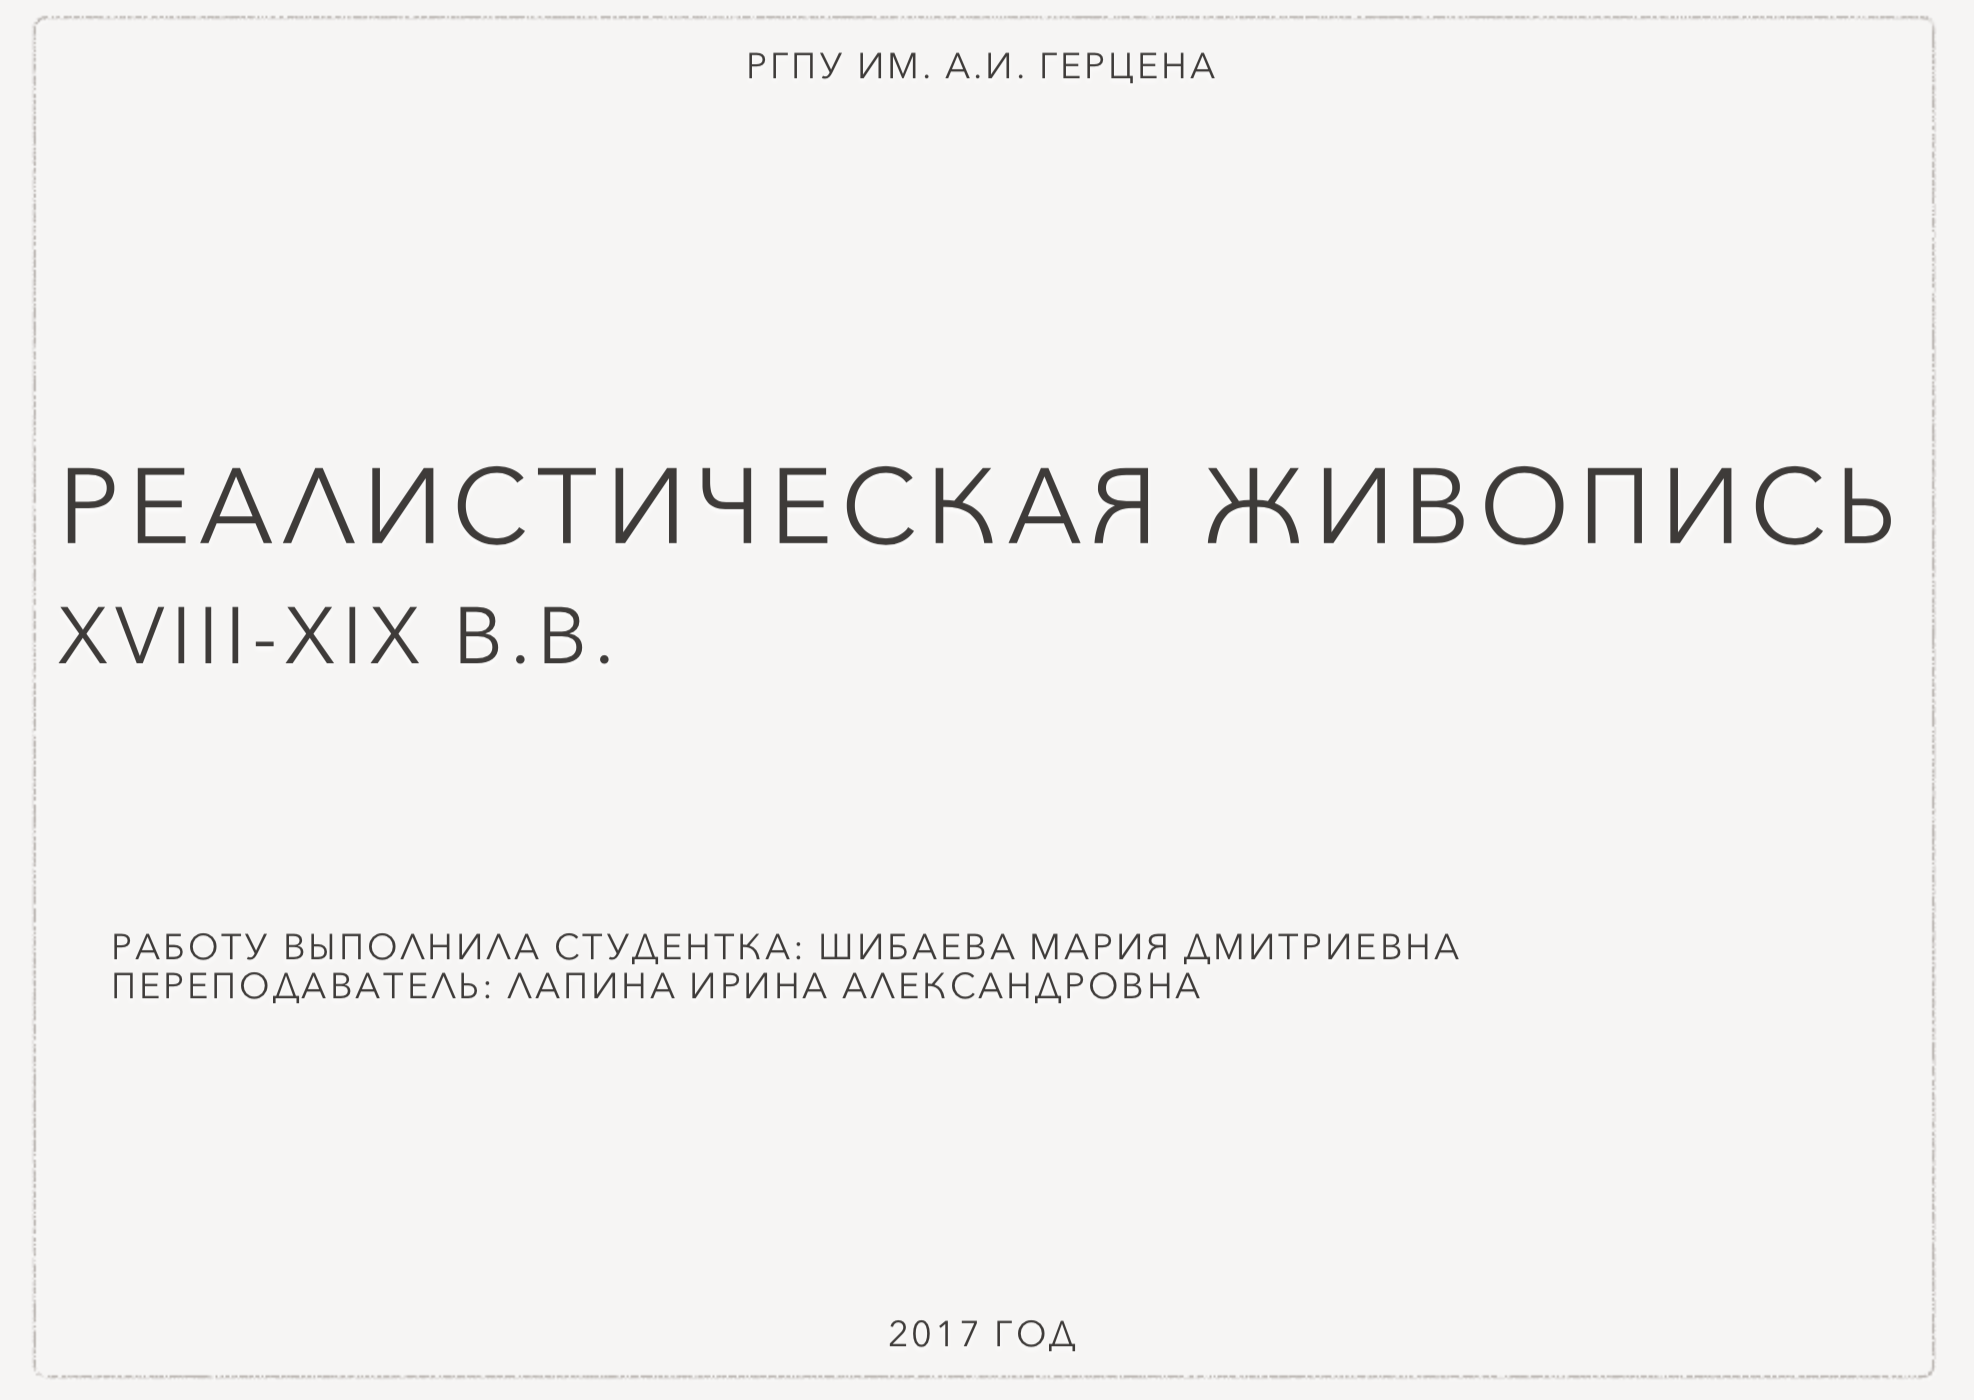 РГПУ ИМ. А.И. ГЕРЦЕНА
РЕАЛИСТИЧЕСКАЯ ЖИВОПИСЬ
XVIII-XIX В.В.
РАБОТУ ВЫПОЛНИЛА СТУДЕНТКА: ШИБАЕВА МАРИЯ ДМИТРИЕВНА
ПЕРЕПОДАВАТЕЛЬ: ЛАПИНА ИРИНА АЛЕКСАНДРОВНА
2017 ГОД